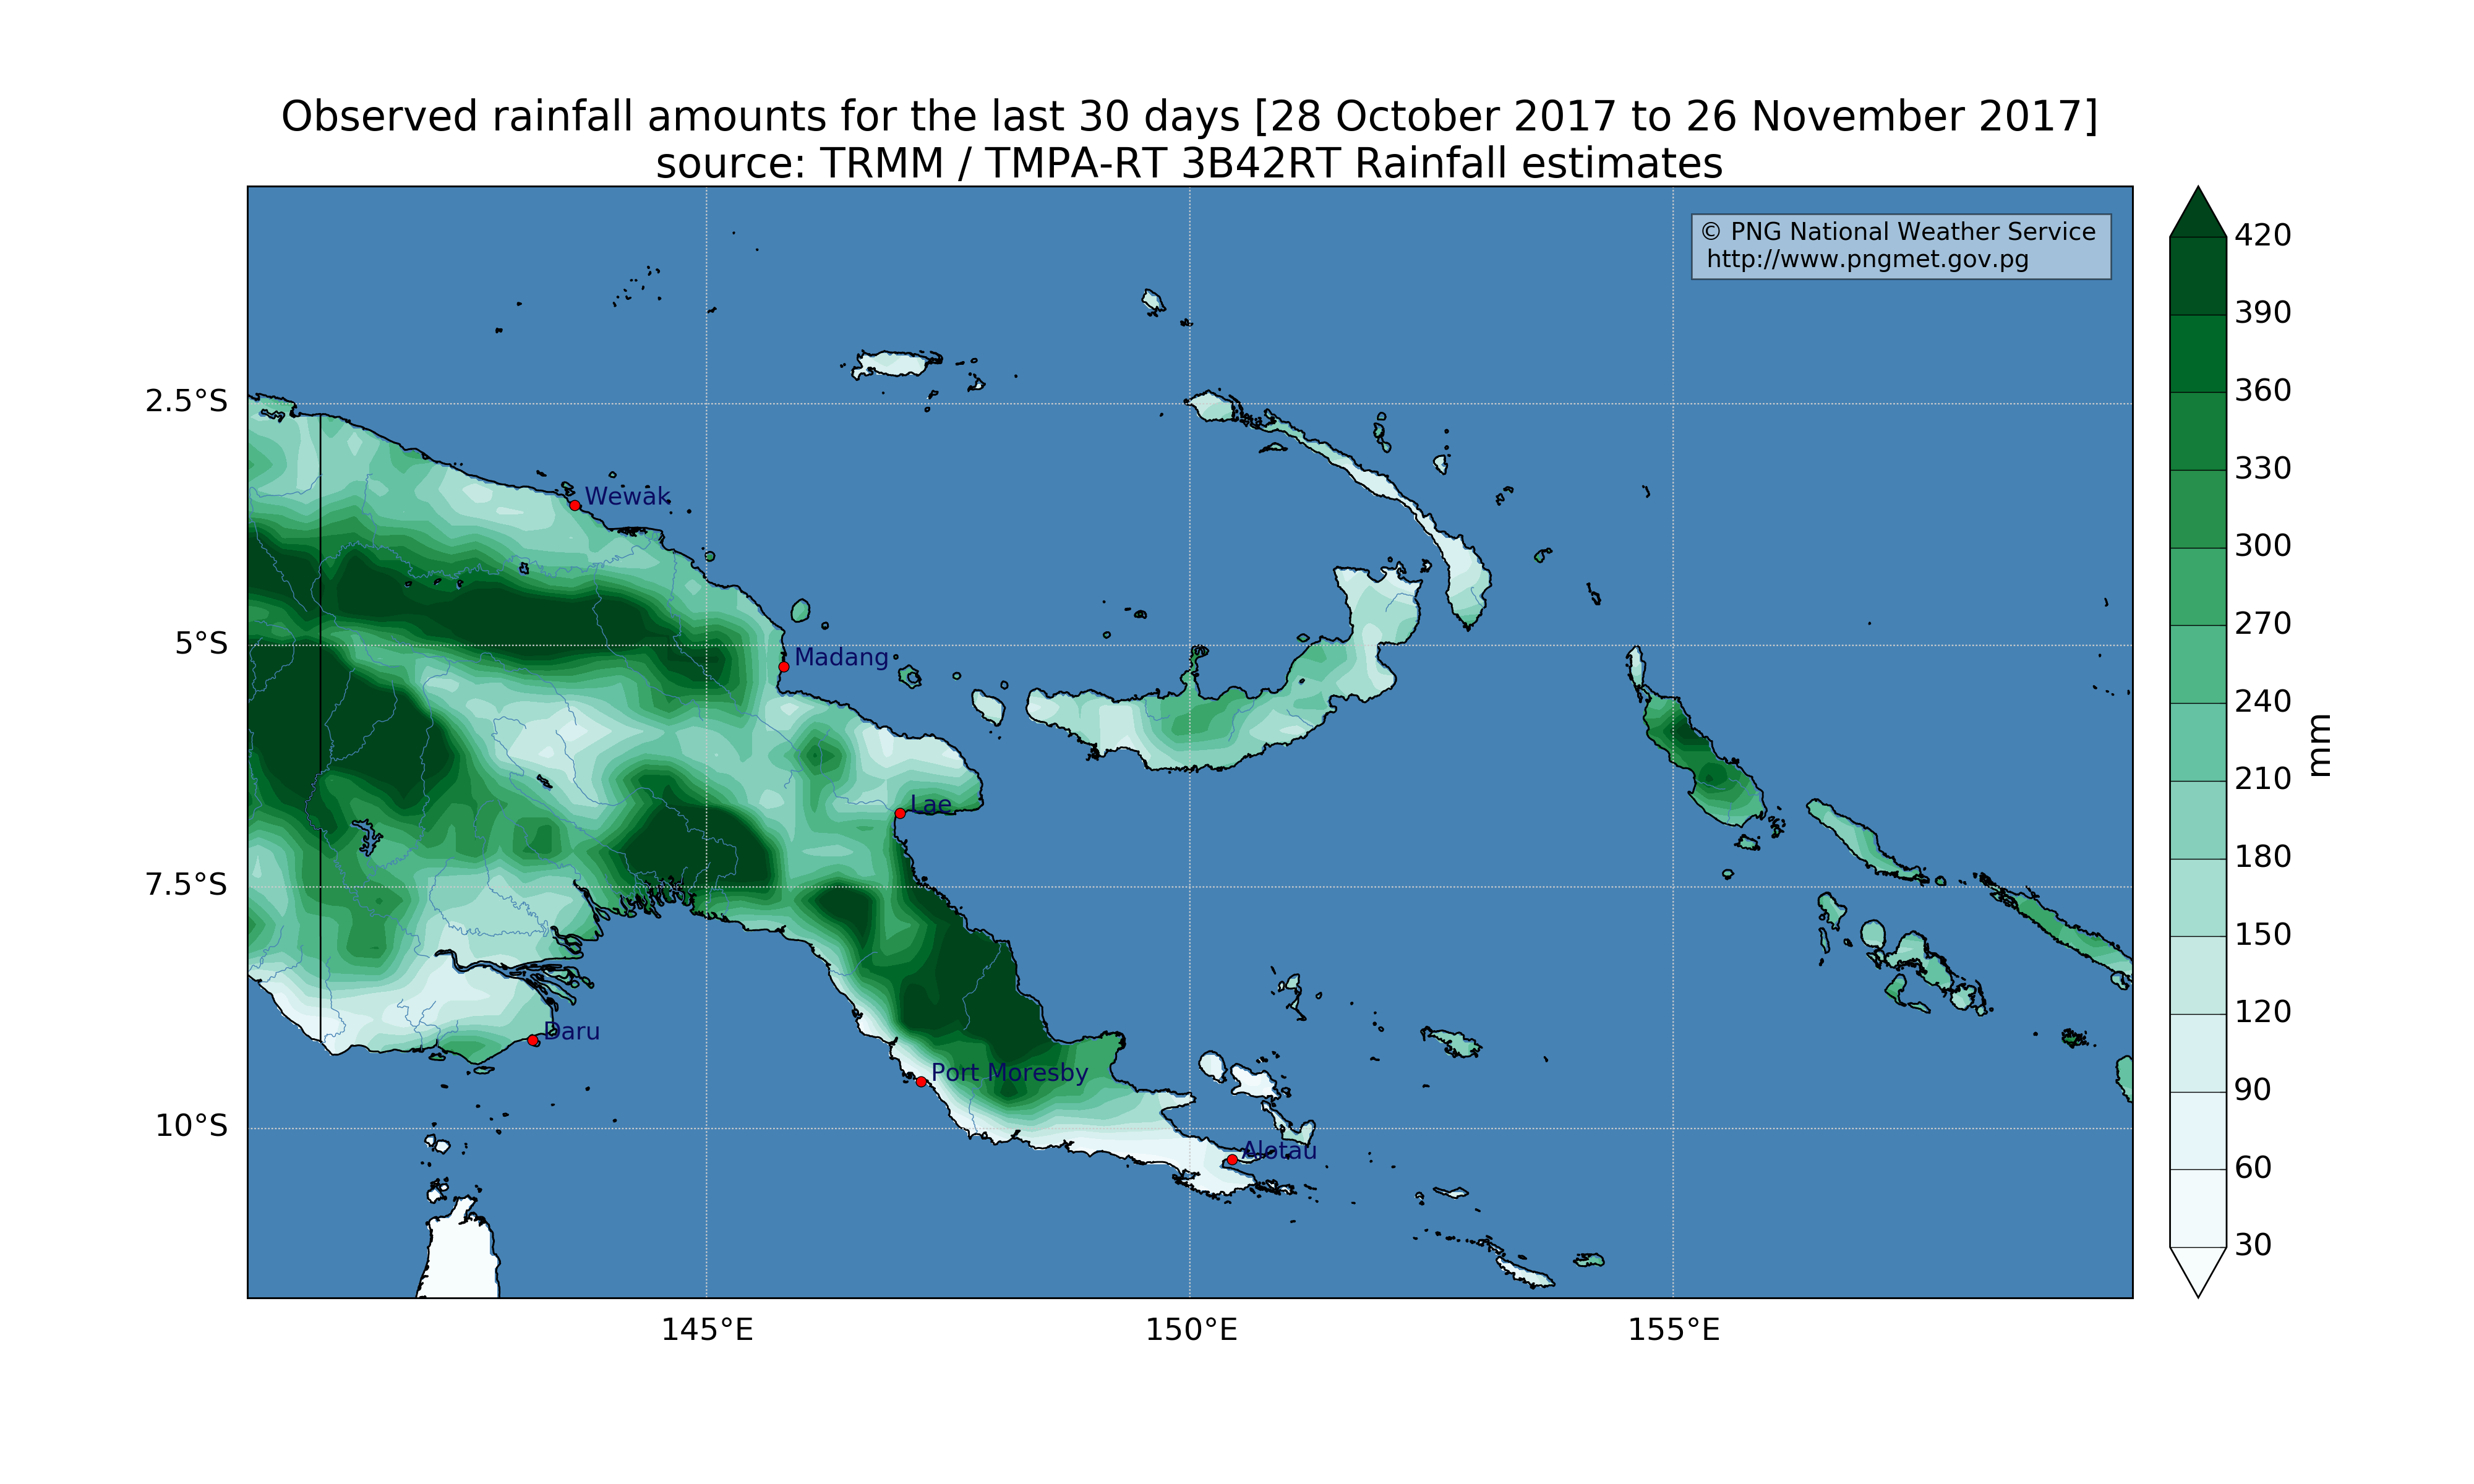 Observed rainfall amounts for the last 30 days [28 October 2017 to 26 November 2017]
source: TRMM / TMPA-RT 3B42RT Rainfall estimates
© PNG National Weather Service
http://www.pngmet.gov.pg
2.5°S
5°S
7.5°S
10°S
145°E
150°E
155°E
Wewak
Madang
Lae
Daru
Port Moresby
Alotau
420
390
360
330
300
270
240
210
180
150
120
90
60
30
mm